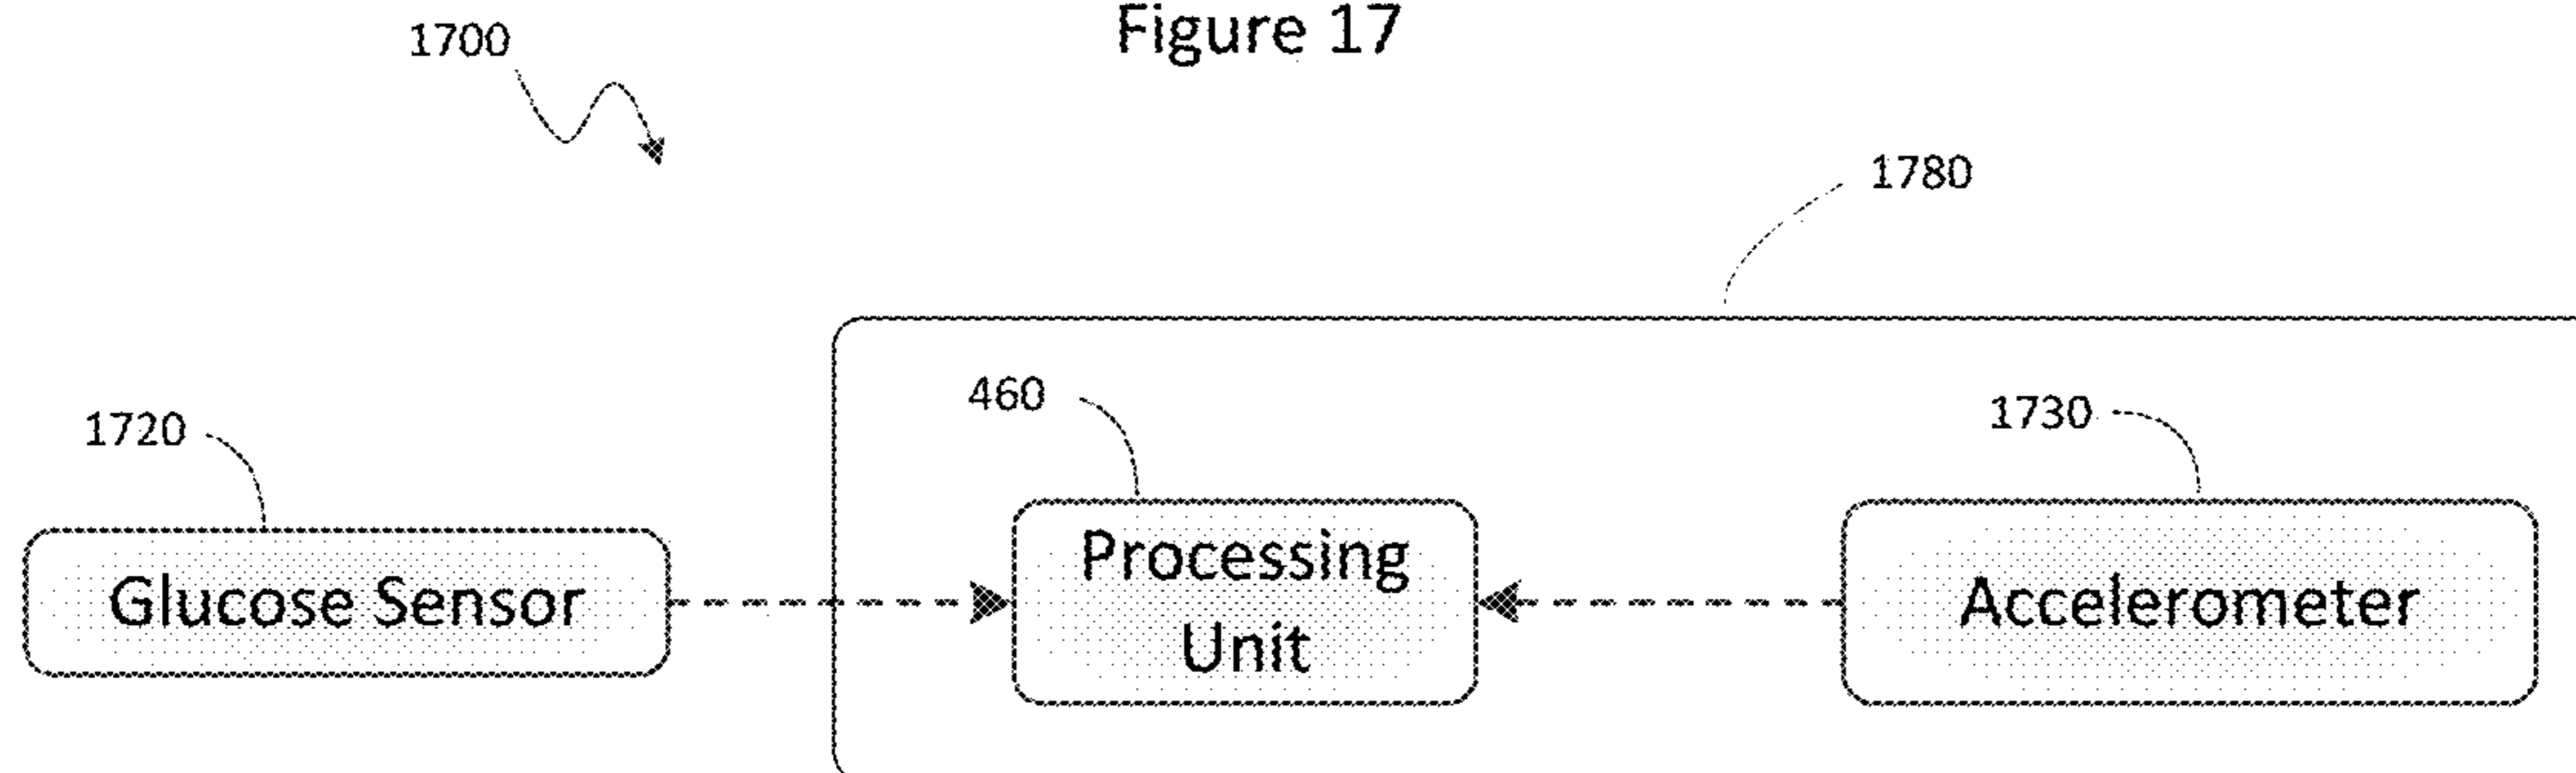 Figure 17
1700
1780
460
1730
1720
Processing
Unit
Glucose Sensor
Accelerometer